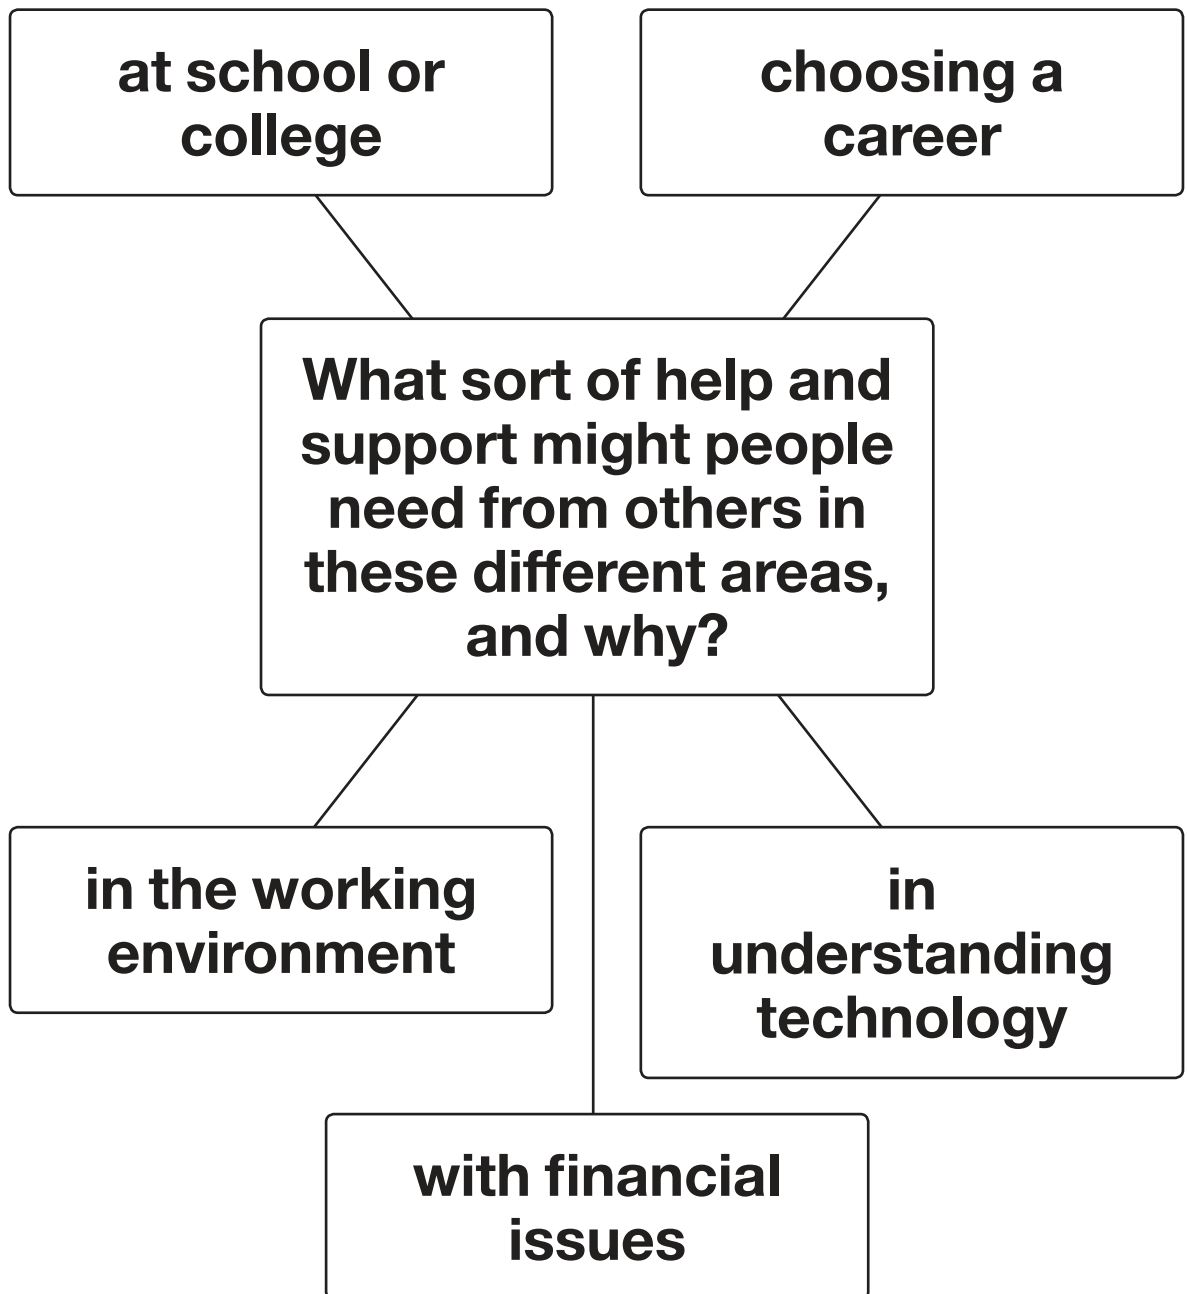 at school or
college
choosing a
career
What sort of help and
support might people
need from others in
these different areas,
and why?
in the working
environment
in
understanding
technology
with financial
issues